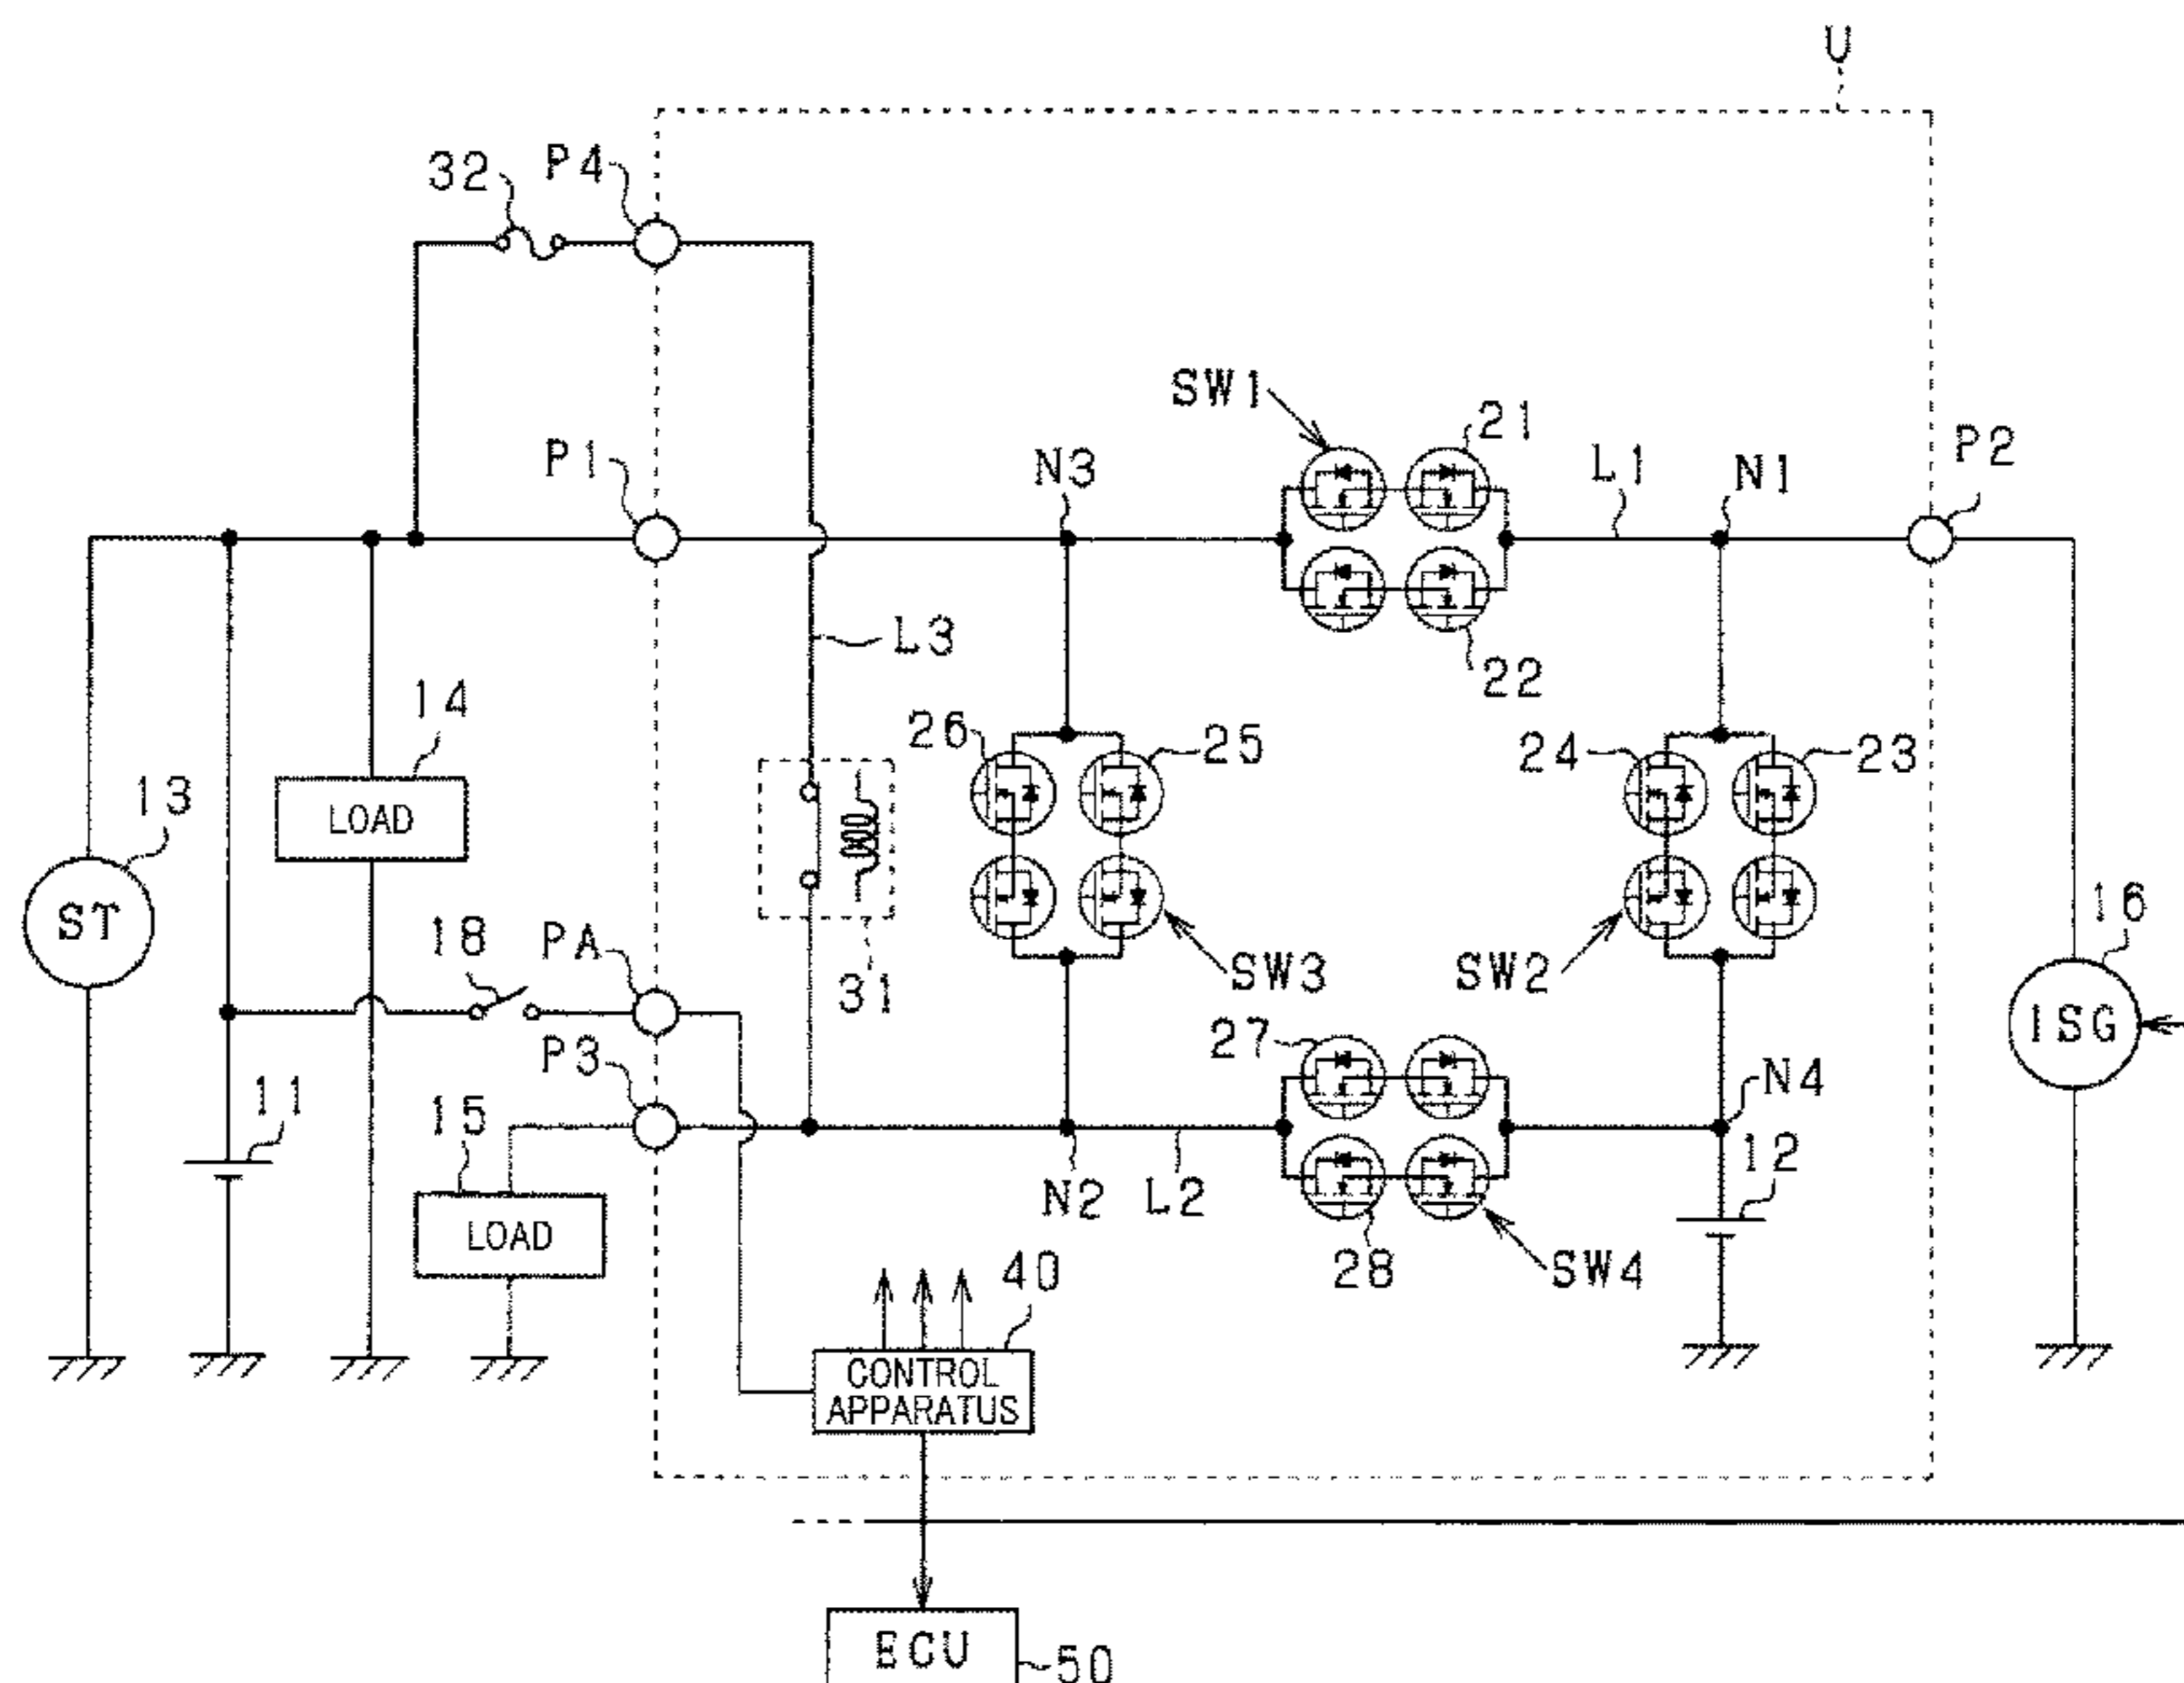 U
32
P4
SW1
21
P1
N3
L1
N1
P2
L3
22
14
26
25
24
23
13
LOAD
ST
18
PA
31
SW3
SW2
16
ISG
P3
27
N4
11
15
12
LOAD
N2
L2
28
SW4
40
CONTROL
APPARATUS
ECU
50